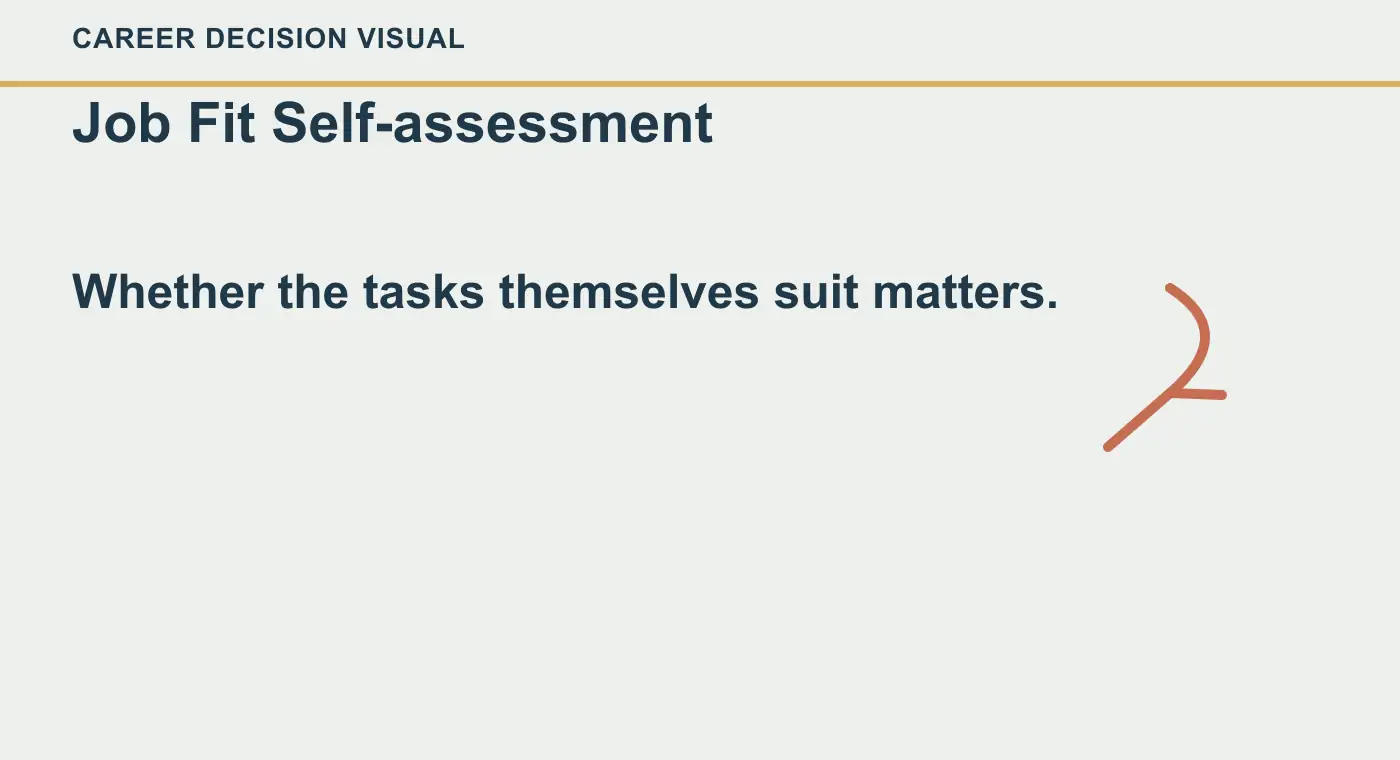 CAREER DECISION VISUAL
Job Fit Self-assessment
Whether the tasks themselves suit matters.